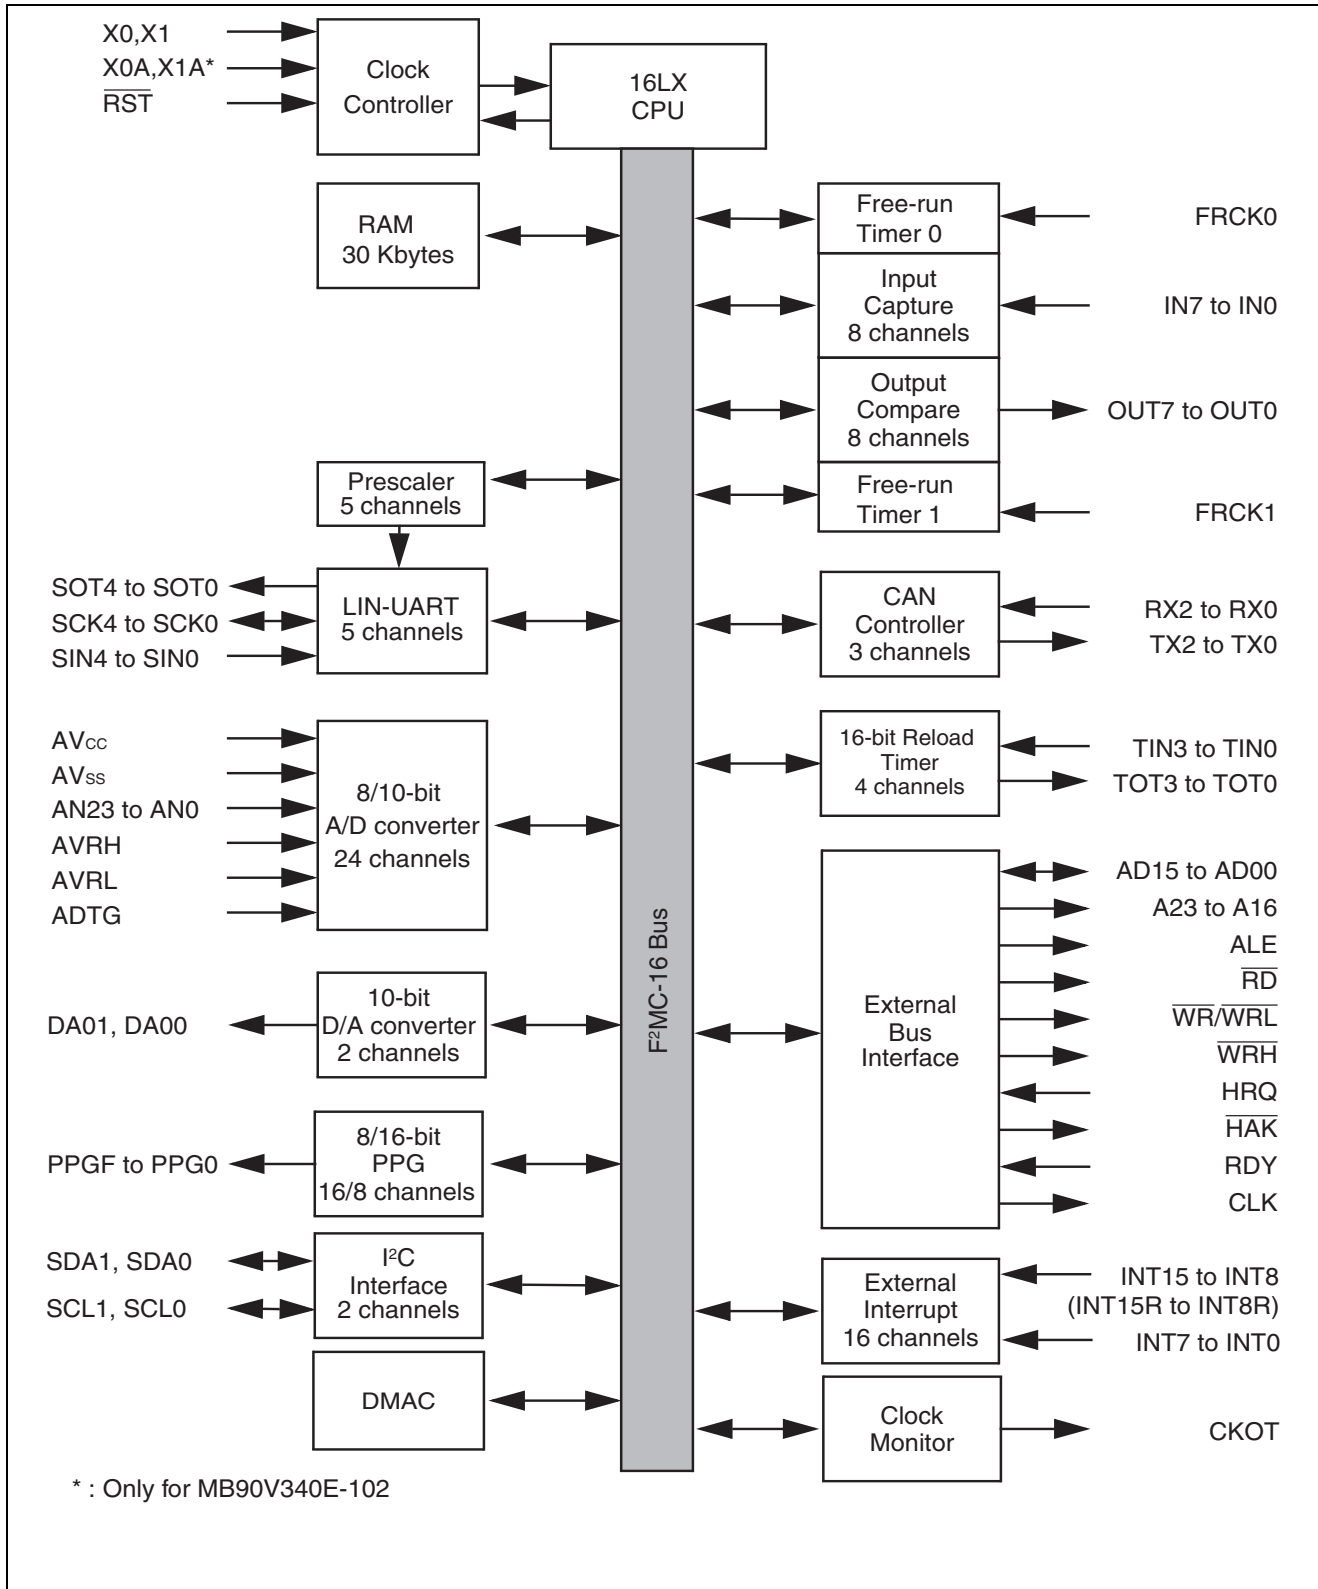 X0,X1
X0A,X1A*
RST
Clock
Controller
16LX
CPU
RAM
30 Kbytes
Free-run
Timer 0
FRCK0
Input
Capture
8 channels
IN7 to IN0
Output
Compare
8 channels
OUT7 to OUT0
Free-run
Timer 1
FRCK1
Prescaler
5 channels
SOT4 to SOT0
SCK4 to SCK0
SIN4 to SIN0
LIN-UART
5 channels
CAN
Controller
3 channels
RX2 to RX0
TX2 to TX0
AVCC
AVSS
AN23 to AN0
AVRH
AVRL
ADTG
8/10-bit
A/D converter
24 channels
16-bit Reload
Timer
4 channels
TIN3 to TIN0
TOT3 to TOT0
F²MC-16 Bus
External
Bus
Interface
AD15 to AD00
A23 to A16
ALE
RD
WR/WRL
WRH
HRQ
HAK
RDY
CLK
DA01, DA00
10-bit
D/A converter
2 channels
PPGF to PPG0
8/16-bit
PPG
16/8 channels
SDA1, SDA0
SCL1, SCL0
I²C
Interface
2 channels
External
Interrupt
16 channels
INT15 to INT8
(INT15R to INT8R)
INT7 to INT0
DMAC
Clock
Monitor
CKOT
* : Only for MB90V340E-102